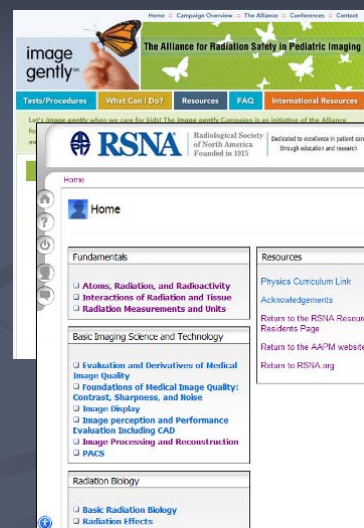 Home :: Campaign Overview :: The Alliance :: Conferences :: Contact
image
gently
The Alliance for Radiation Safety in Pediatric Imaging
Tests/Procedures What Can I Do? Resources FAQ International Resources
Let's image gently when we care for kids! The image gently Campaign is an initiative of the Alliance
RSNA
Radiological Society
of North America
Founded in 1915
Dedicated to excellence in patient care
through education and research
Home
Home
Fundamentals
Atoms, Radiation, and Radioactivity
Interactions of Radiation and Tissue
Radiation Measurements and Units
Basic Imaging Science and Technology
Evaluation and Derivatives of Medical
Image Quality
Foundations of Medical Image Quality:
Contrast, Sharpness, and Noise
Image Display
Image perception and Performance
Evaluation Including CAD
Image Processing and Reconstruction
PACS
Radiation Biology
Basic Radiation Biology
Radiation Effects
Resources
Physics Curriculum Link
Acknowledgements
Return to the RSNA Resour
Residents Page
Return to the AAPM website
Return to RSNA.org